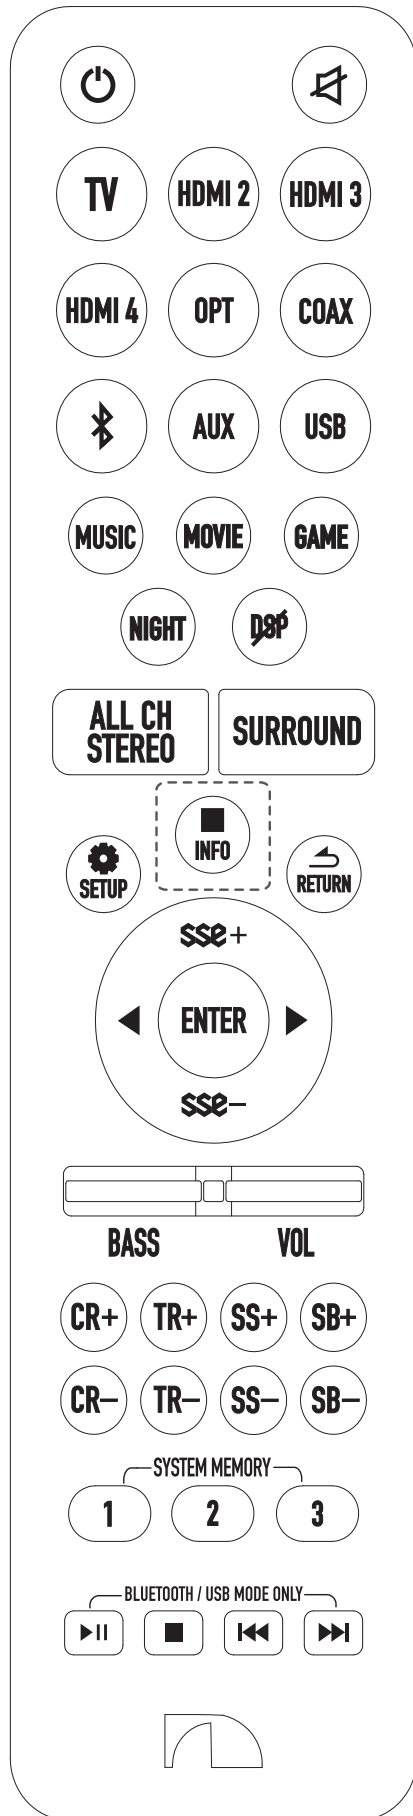 TV HDMI 2 HDMI 3
HDMI 4 OPT COAX
AUX USB
MUSIC MOVIE GAME
NIGHT DSP
ALL CH
STEREO
SURROUND
INFO
SETUP RETURN
sse+
ENTER
sse−
BASS VOL
CR+ TR+ SS+ SB+
CR− TR− SS− SB−
SYSTEM MEMORY
1 2 3
BLUETOOTH / USB MODE ONLY